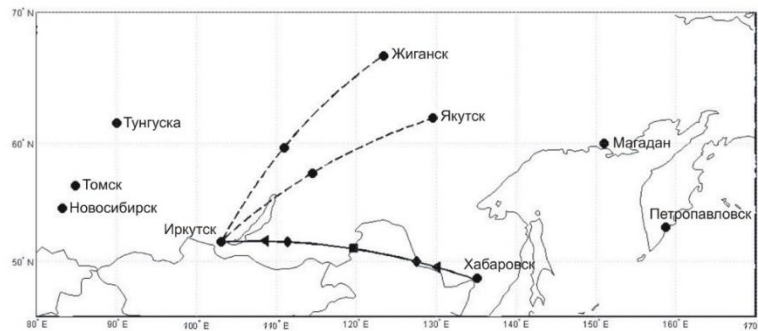 70° N
Жиганск
Якутск
Тунгуска
60° N
Магадан
Томск
Новосибирск
Иркутск
Петропавловск
Хабаровск
50° N
80° E
90° E
100° E
110° E
120° E
130° E
140° E
150° E
160° E